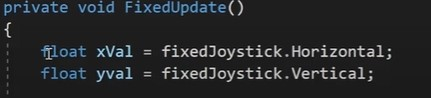 private void FixedUpdate()
{
float xVal = fixedJoystick.Horizontal;
float yval = fixedJoystick.Vertical;